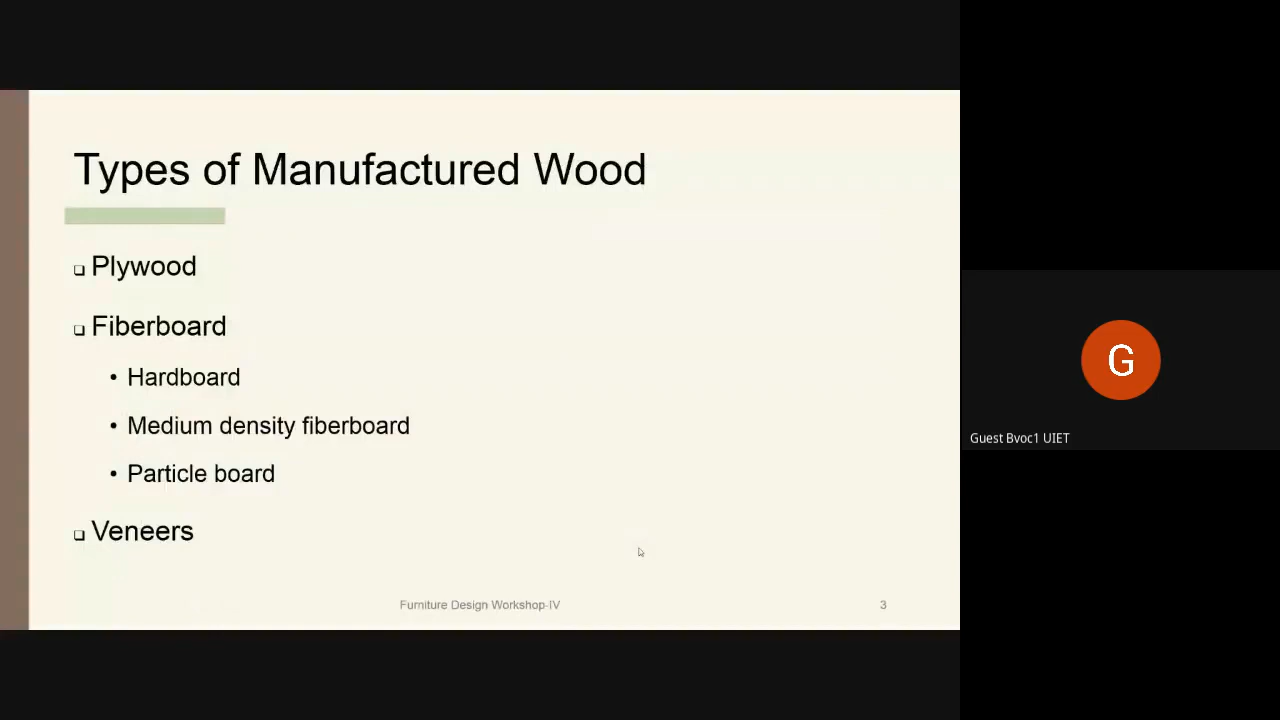 Types of Manufactured Wood
❑ Plywood
❑ Fiberboard
• Hardboard
• Medium density fiberboard
• Particle board
❑ Veneers
Furniture Design Workshop-IV
3
G
Guest Bvoc1 UIET